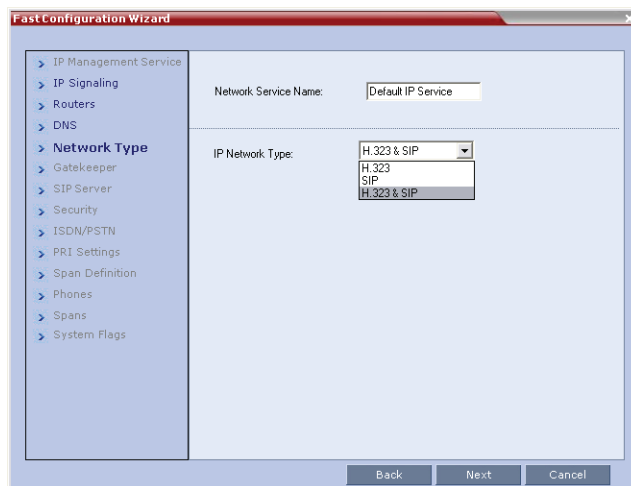 Fast Configuration Wizard
IP Management Service
IP Signaling
Routers
DNS
Network Type
Gatekeeper
SIP Server
Security
ISDN/PSTN
PRI Settings
Span Definition
Phones
Spans
System Flags
Network Service Name: Default IP Service
IP Network Type: H.323 & SIP
H.323
SIP
H.323 & SIP
Back Next Cancel